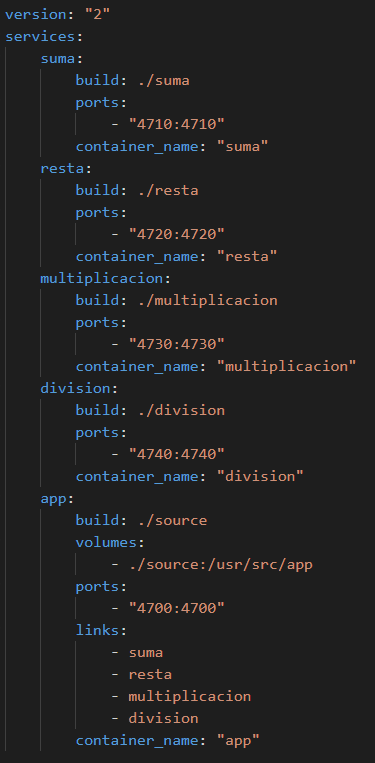 version: "2"
services:
    suma:
        build: ./suma
        ports:
            - "4710:4710"
        container_name: "suma"
    resta:
        build: ./resta
        ports:
            - "4720:4720"
        container_name: "resta"
    multiplicacion:
        build: ./multiplicacion
        ports:
            - "4730:4730"
        container_name: "multiplicacion"
    division:
        build: ./division
        ports:
            - "4740:4740"
        container_name: "division"
    app:
        build: ./source
        volumes:
            - ./source:/usr/src/app
        ports:
            - "4700:4700"
        links:
            - suma
            - resta
            - multiplicacion
            - division
        container_name: "app"